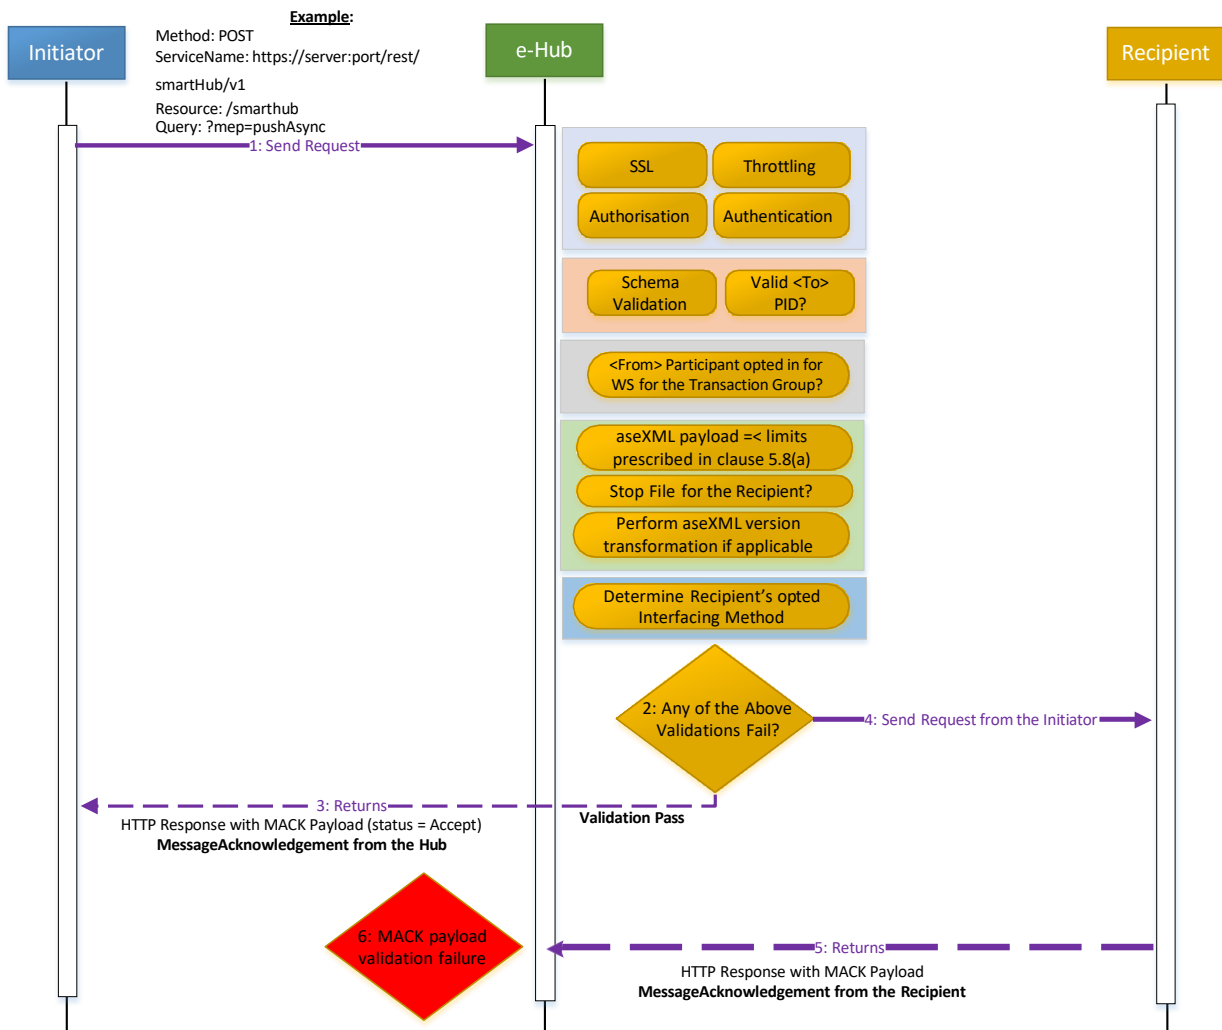 Example:
Initiator
Method: POST
ServiceName: https://server:port/rest/
smartHub/v1
Resource: /smarthub
Query: ?mep=pushAsync
e-Hub
Recipient
1: Send Request
SSL
Throttling
Authorisation
Authentication
Schema
Validation
Valid <To>
PID?
<From> Participant opted in for
WS for the Transaction Group?
aseXML payload =< limits
prescribed in clause 5.8(a)
Stop File for the Recipient?
Perform aseXML version
transformation if applicable
Determine Recipient's opted
Interfacing Method
2: Any of the Above
Validations Fail?
4: Send Request from the Initiator
3: Returns
HTTP Response with MACK Payload (status = Accept)
MessageAcknowledgement from the Hub
Validation Pass
6: MACK payload
validation failure
5: Returns
HTTP Response with MACK Payload
MessageAcknowledgement from the Recipient